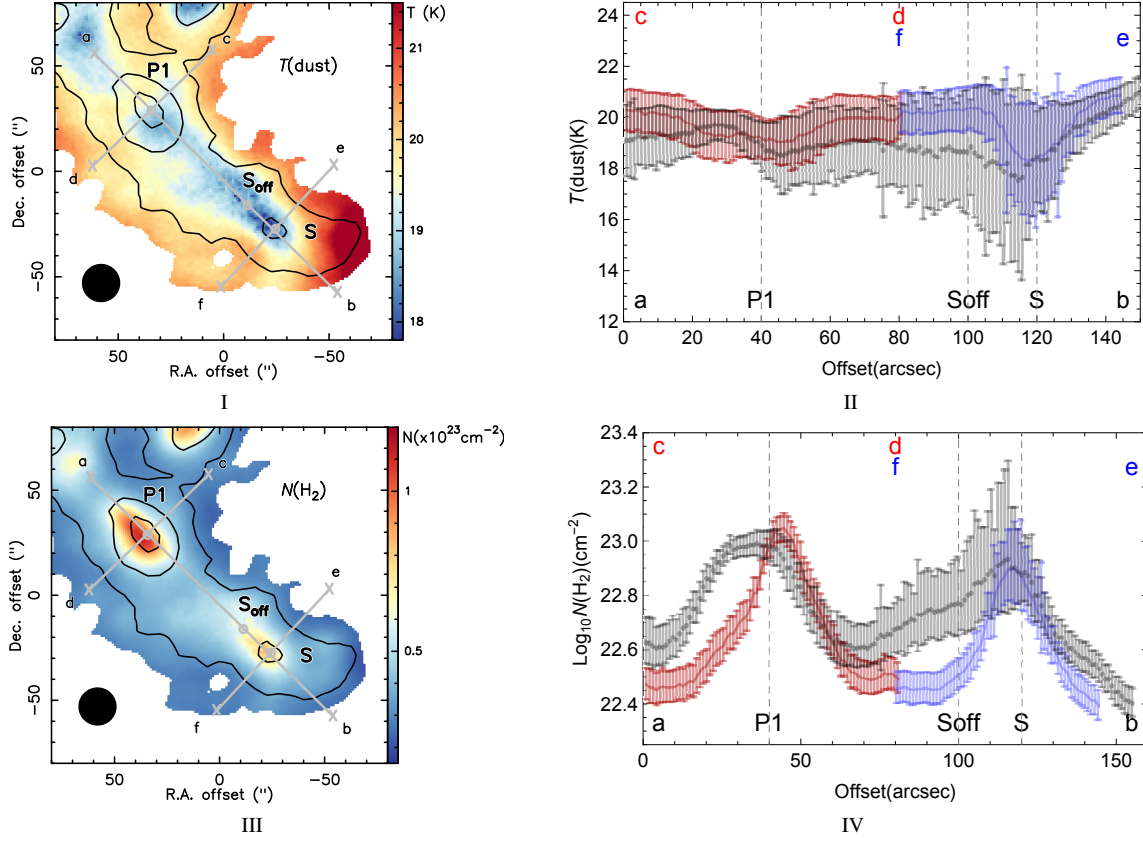 T (K)
21
20
19
18
T(dust)
a
c
P1
d
e
Soff
S
f
b
50
0
−50
Dec. offset (")
50
0
−50
R.A. offset (")
I
24
22
20
18
16
14
12
T(dust)(K)
c
d
f
e
a
P1
Soff
S
b
0
20
40
60
80
100
120
140
Offset(arcsec)
II
N(x10²³cm⁻²)
1
0.5
N(H₂)
a
c
P1
d
e
Soff
S
f
b
50
0
−50
Dec. offset (")
50
0
−50
R.A. offset (")
III
23.4
23.2
23.0
22.8
22.6
22.4
Log₁₀N(H₂)(cm⁻²)
c
d
f
e
a
P1
Soff
S
b
0
50
100
150
Offset(arcsec)
IV